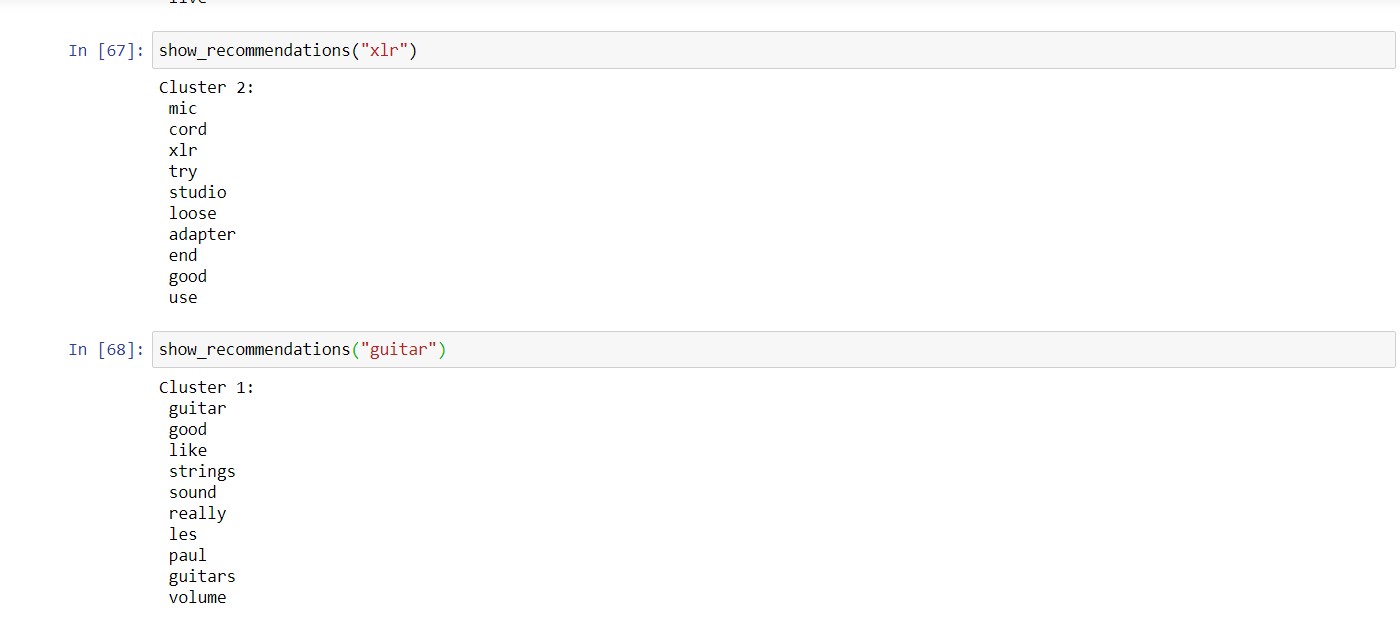 In [67]: show_recommendations("xlr")
Cluster 2:
mic
cord
xlr
try
studio
loose
adapter
end
good
use
In [68]: show_recommendations("guitar")
Cluster 1:
guitar
good
like
strings
sound
really
les
paul
guitars
volume